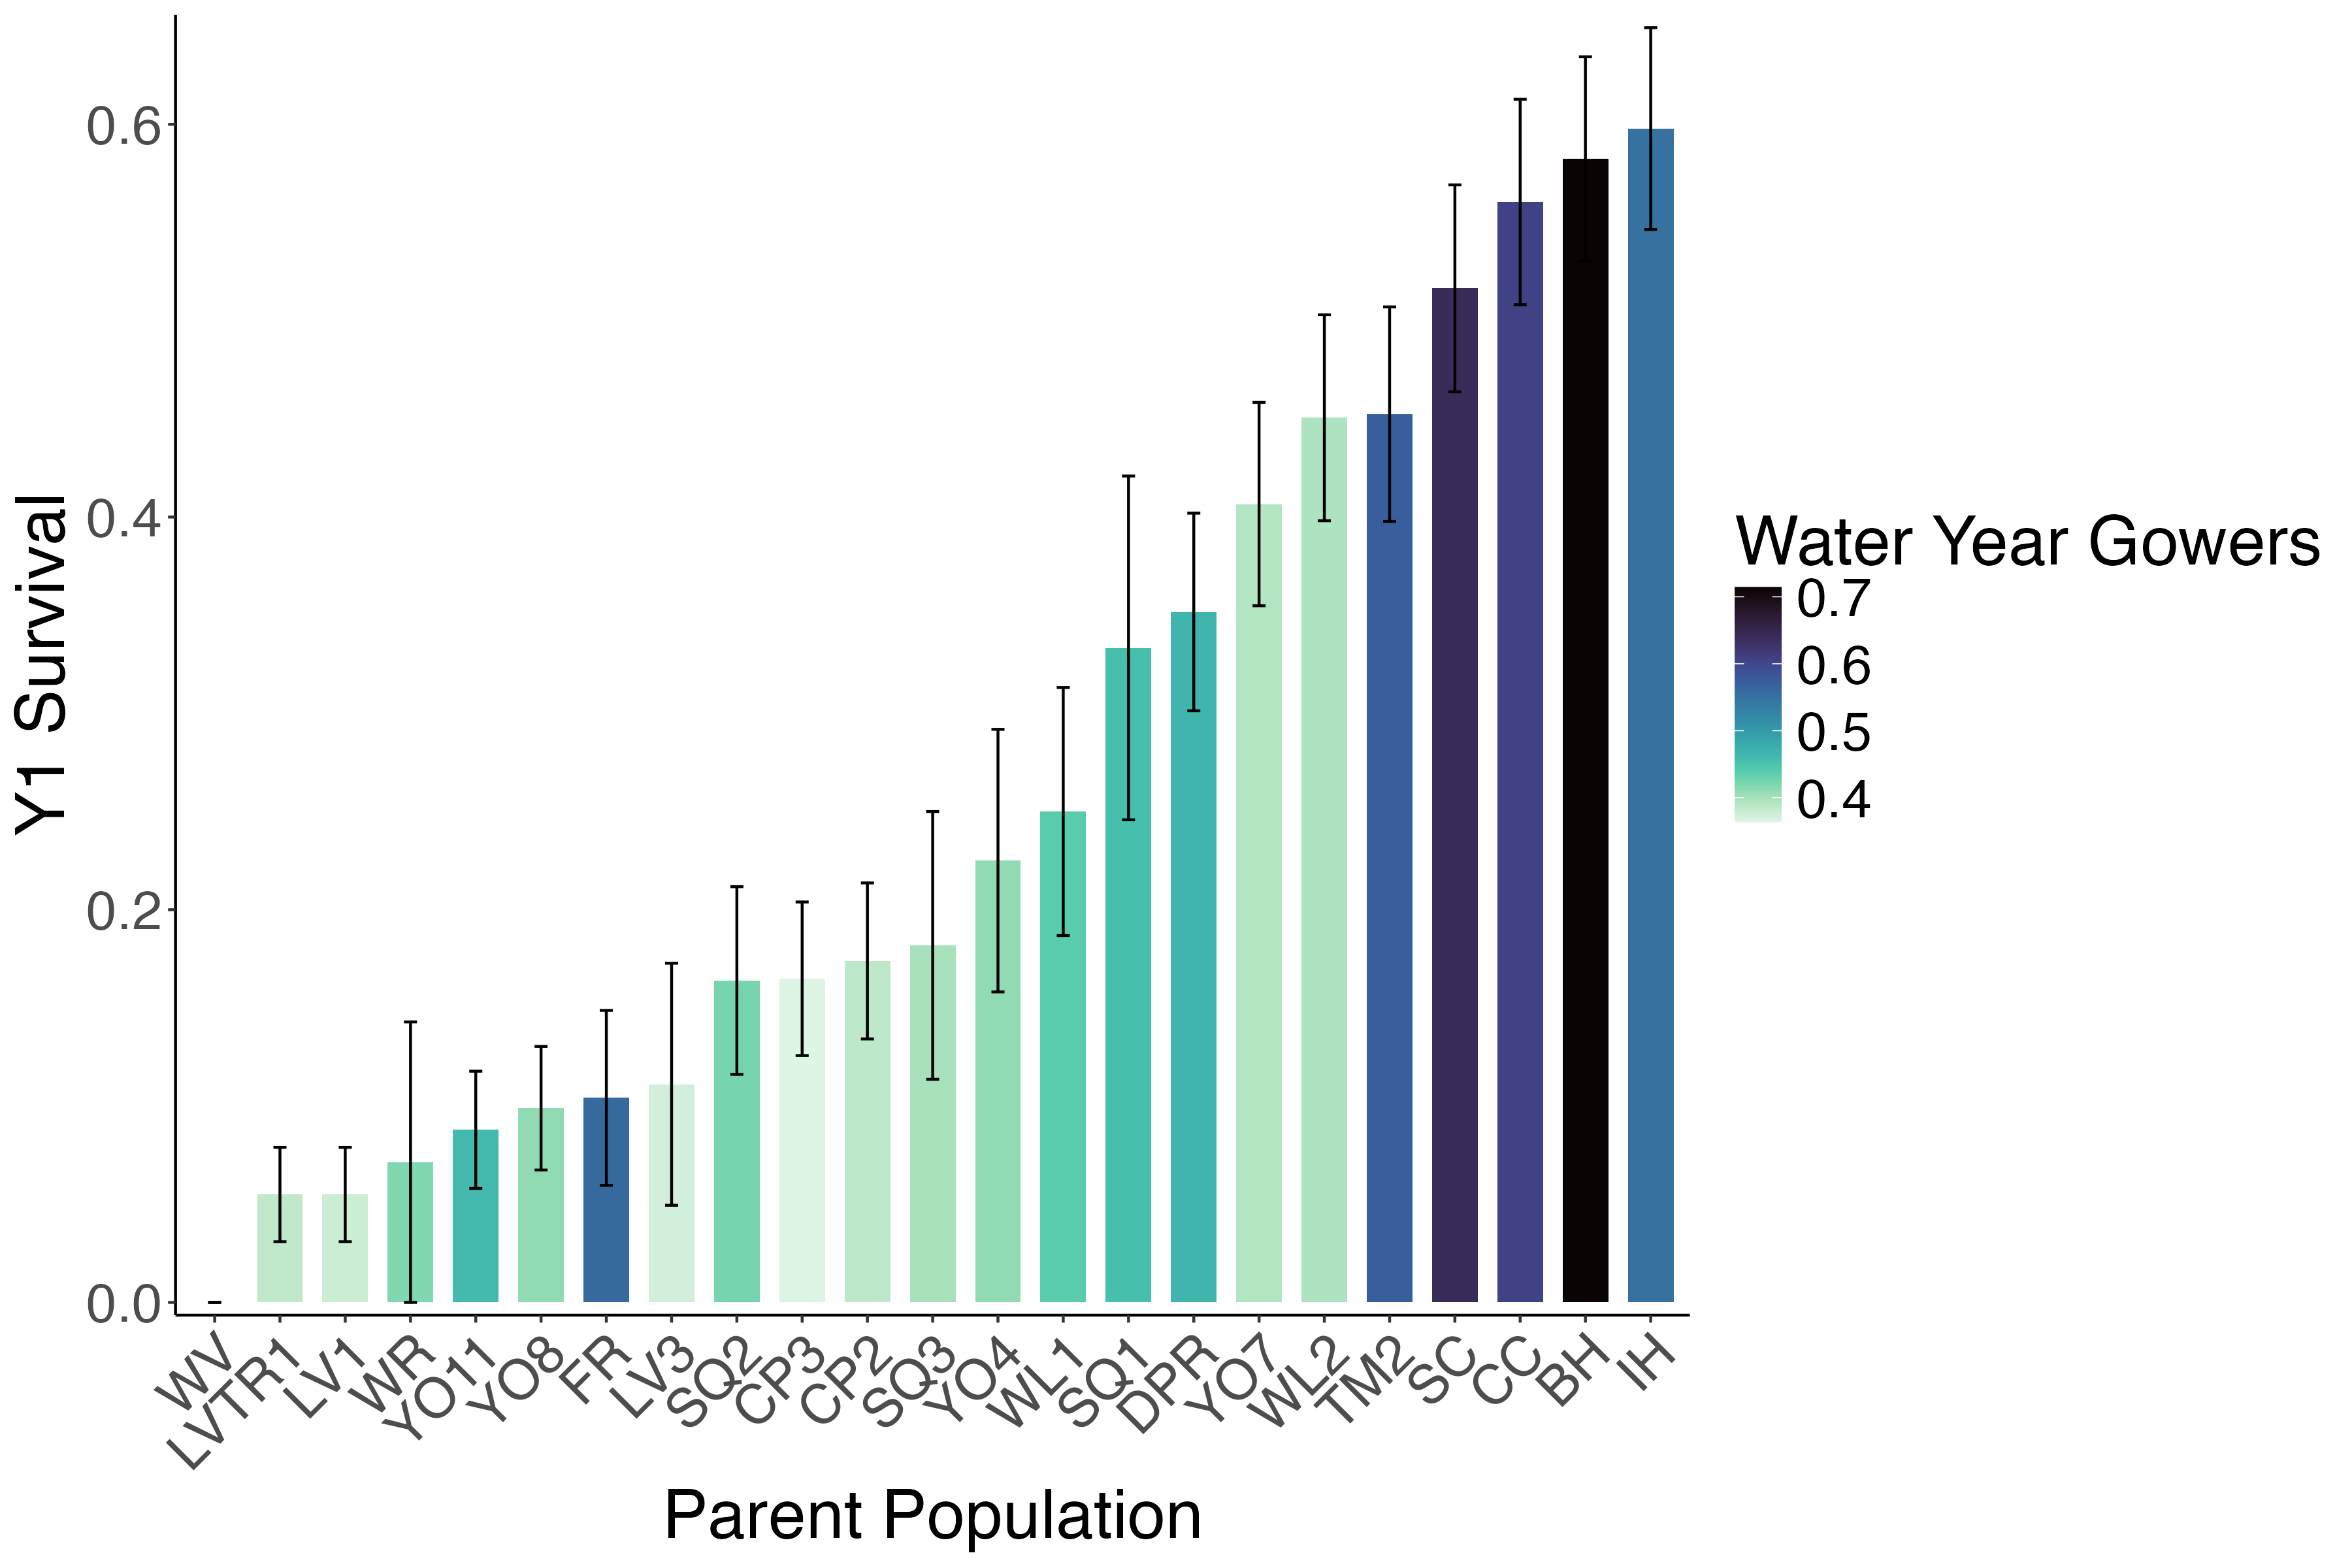 Y1 Survival
0.6
0.4
0.2
0.0
WV
LVTR1
LV1
WR
YO11
YO8
FR
LV3
SQ2
CP3
CP2
SQ3
YO4
WL1
SQ1
DPR
YO7
WL2
TM2
SC
CC
BH
IH
Parent Population
Water Year Gowers
0.7
0.6
0.5
0.4